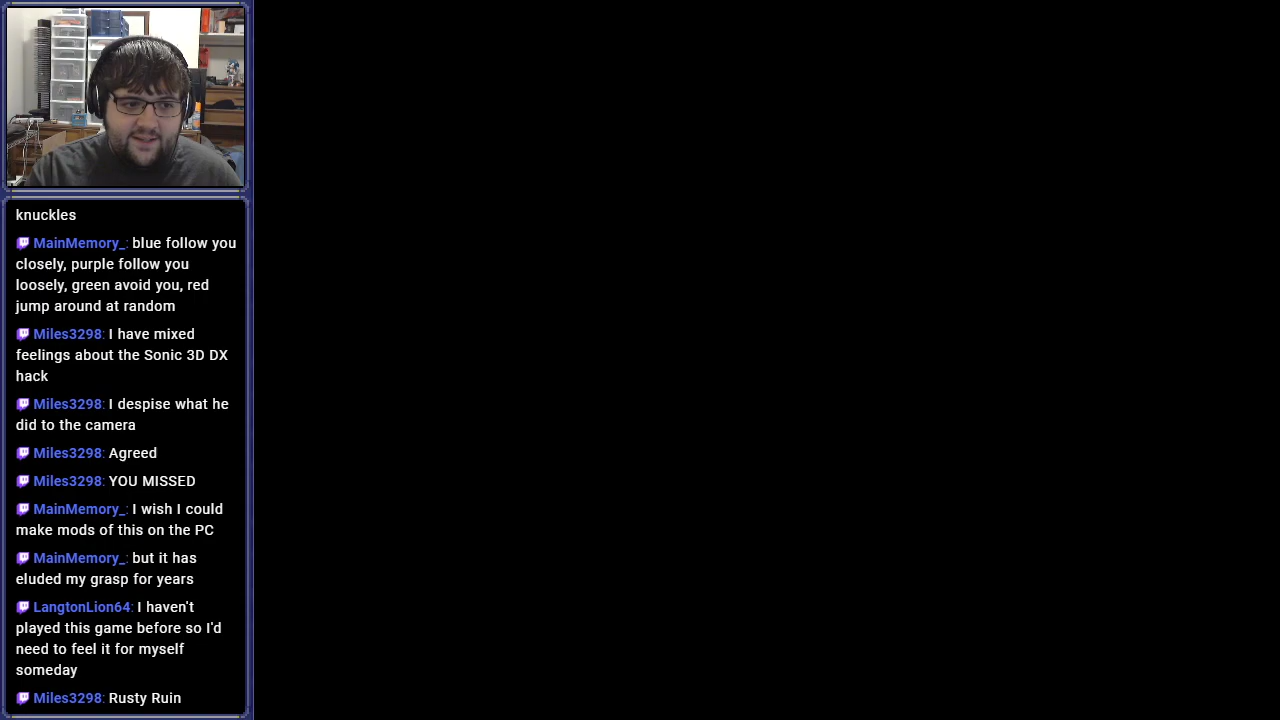 knuckles
MainMemory_: blue follow you
closely, purple follow you
loosely, green avoid you, red
jump around at random
Miles3298: I have mixed
feelings about the Sonic 3D DX
hack
Miles3298: I despise what he
did to the camera
Miles3298: Agreed
Miles3298: YOU MISSED
MainMemory_: I wish I could
make mods of this on the PC
MainMemory_: but it has
eluded my grasp for years
LangtonLion64: I haven't
played this game before so I'd
need to feel it for myself
someday
Miles3298: Rusty Ruin